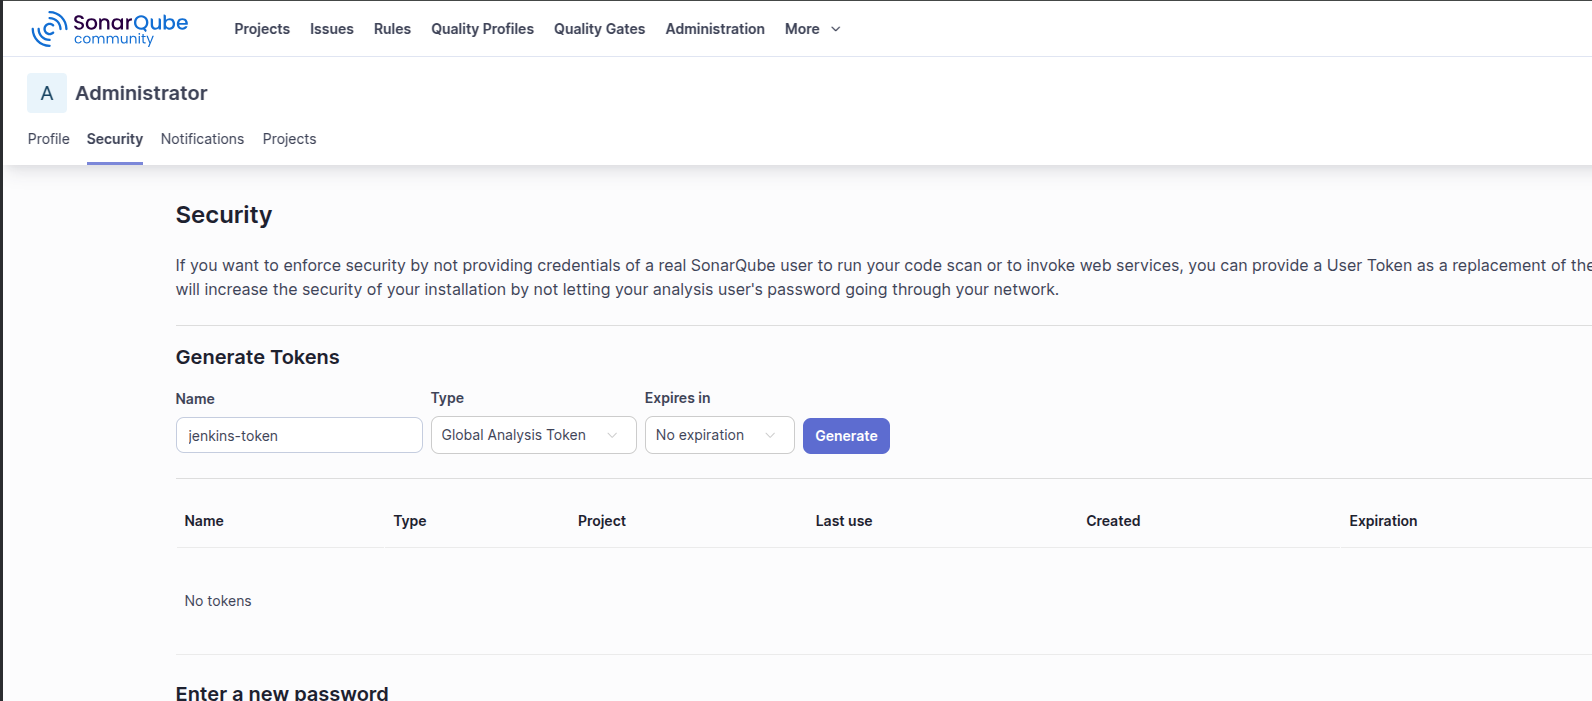 SonarQube
community
Projects Issues Rules Quality Profiles Quality Gates Administration More
A Administrator
Profile Security Notifications Projects
Security
If you want to enforce security by not providing credentials of a real SonarQube user to run your code scan or to invoke web services, you can provide a User Token as a replacement of the
will increase the security of your installation by not letting your analysis user's password going through your network.
Generate Tokens
Name Type Expires in
jenkins-token Global Analysis Token No expiration Generate
Name Type Project Last use Created Expiration
No tokens
Enter a new password